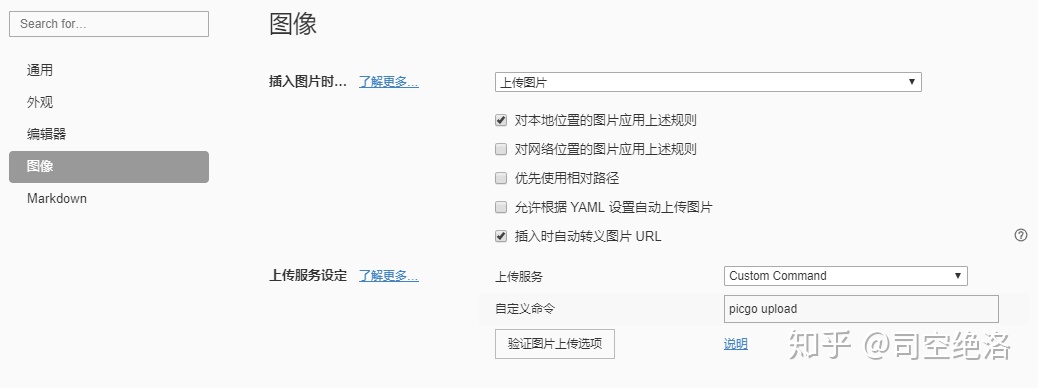 Search for…
通用
外观
编辑器
图像
Markdown
图像
插入图片时… 了解更多… 上传图片
对本地位置的图片应用上述规则
对网络位置的图片应用上述规则
优先使用相对路径
允许根据 YAML 设置自动上传图片
插入时自动转义图片 URL
上传服务设定 了解更多… 上传服务 Custom Command
自定义命令 picgo upload
验证图片上传选项 说明
知乎 @司空绝洛